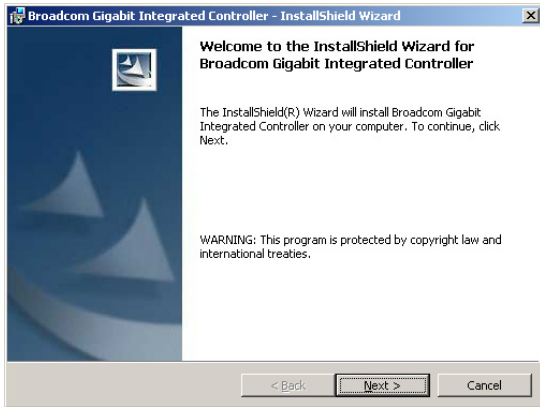 Broadcom Gigabit Integrated Controller - InstallShield Wizard
Welcome to the InstallShield Wizard for
Broadcom Gigabit Integrated Controller
The InstallShield(R) Wizard will install Broadcom Gigabit
Integrated Controller on your computer. To continue, click
Next.
WARNING: This program is protected by copyright law and
international treaties.
< Back
Next >
Cancel